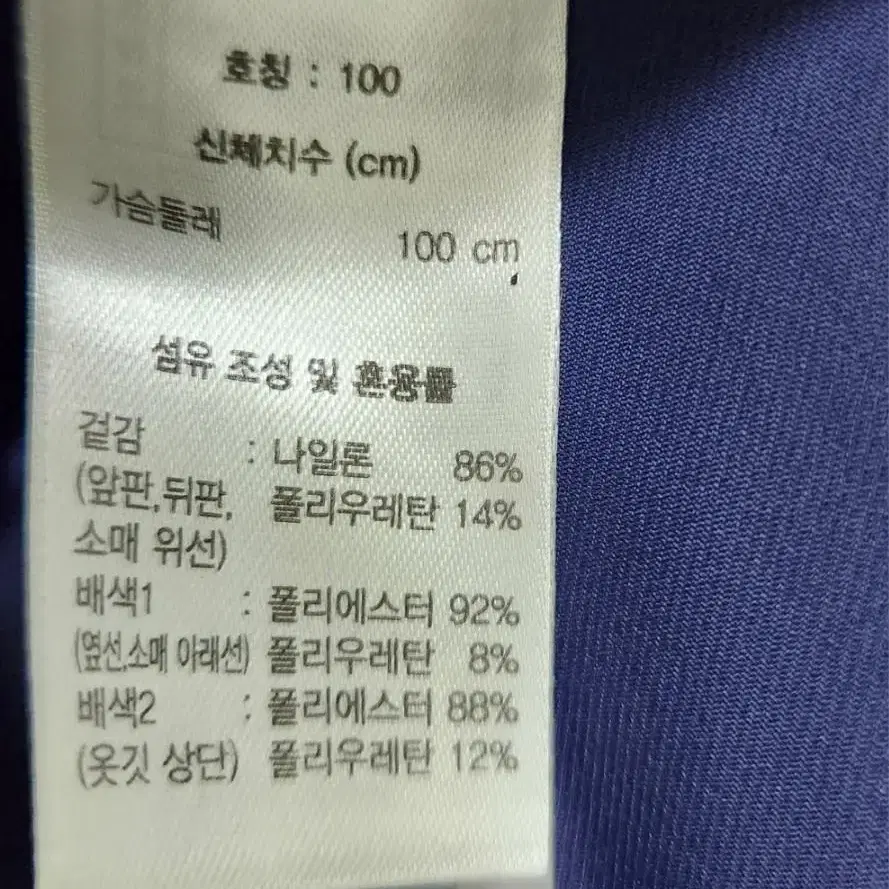 호칭 : 100
신체치수 (cm)
가슴둘레 100 cm
섬유 조성 및 혼용률
겉감 : 나일론 86%
(앞판,뒤판, 폴리우레탄 14%
소매 위선)
배색1 : 폴리에스터 92%
(옆선,소매 아래선) 폴리우레탄 8%
배색2 : 폴리에스터 88%
(옷깃 상단) 폴리우레탄 12%